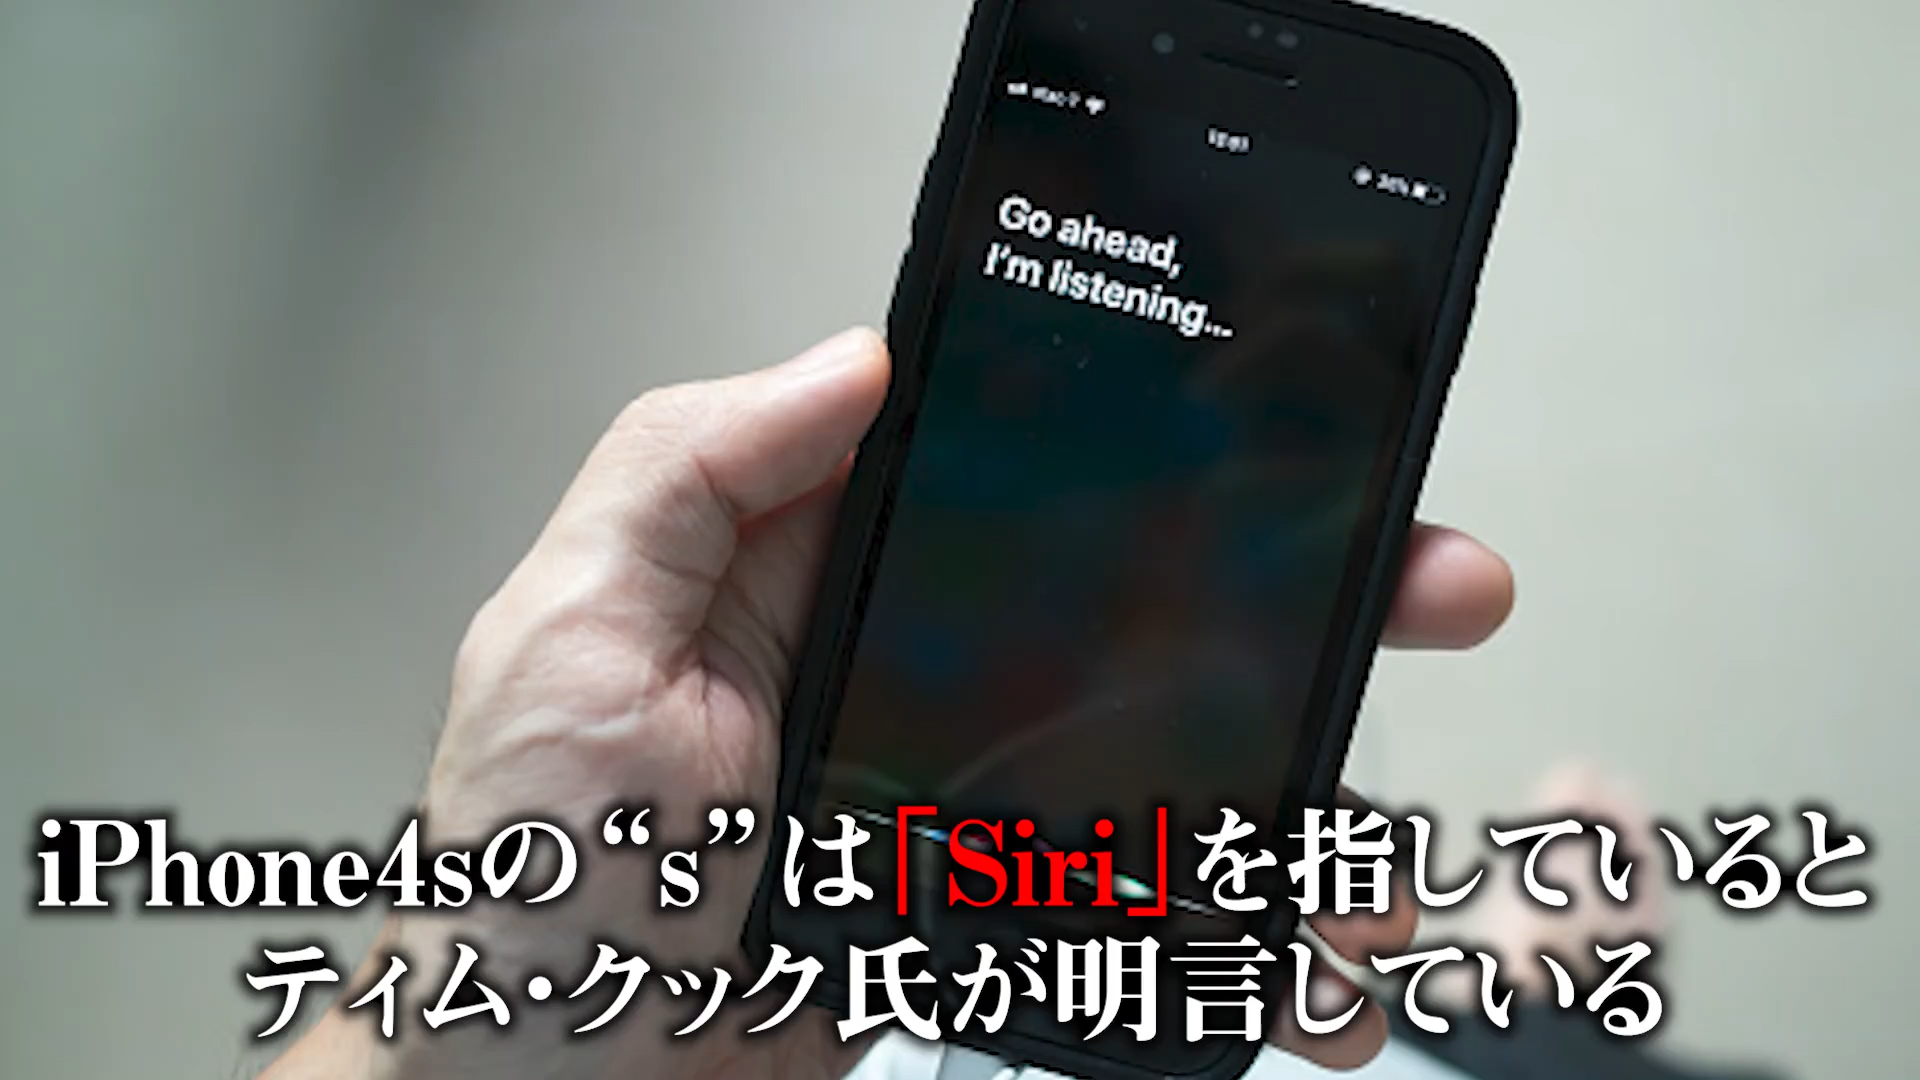 Go ahead,
I'm listening...
iPhone4sの“s”は「Siri」を指していると
ティム・クック氏が明言している